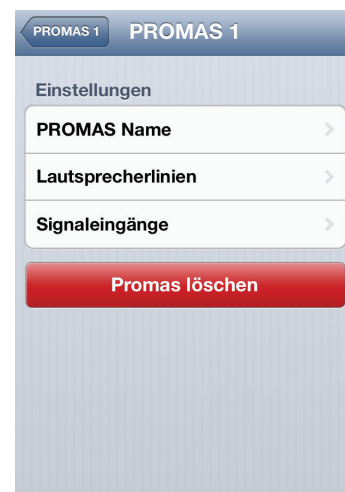 PROMAS 1 PROMAS 1
Einstellungen
PROMAS Name
Lautsprecherlinien
Signaleingänge
Promas löschen